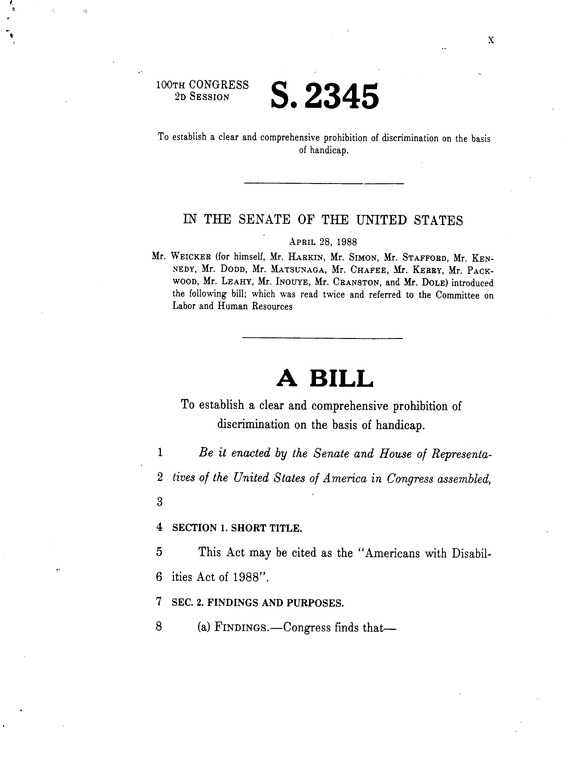 X
100TH CONGRESS
2D SESSION
S. 2345
To establish a clear and comprehensive prohibition of discrimination on the basis
of handicap.
IN THE SENATE OF THE UNITED STATES
APRIL 28, 1988
Mr. WEICKER (for himself, Mr. HARKIN, Mr. SIMON, Mr. STAFFORD, Mr. KEN-
NEDY, Mr. DODD, Mr. MATSUNAGA, Mr. CHAFEE, Mr. KERRY, Mr. PACK-
WOOD, Mr. LEAHY, Mr. INOUYE, Mr. CRANSTON, and Mr. DOLE) introduced
the following bill; which was read twice and referred to the Committee on
Labor and Human Resources
A BILL
To establish a clear and comprehensive prohibition of
discrimination on the basis of handicap.
1 Be it enacted by the Senate and House of Representa-
2 tives of the United States of America in Congress assembled,
3
4 SECTION 1. SHORT TITLE.
5 This Act may be cited as the "Americans with Disabil-
6 ities Act of 1988".
7 SEC. 2. FINDINGS AND PURPOSES.
8 (a) FINDINGS.—Congress finds that—